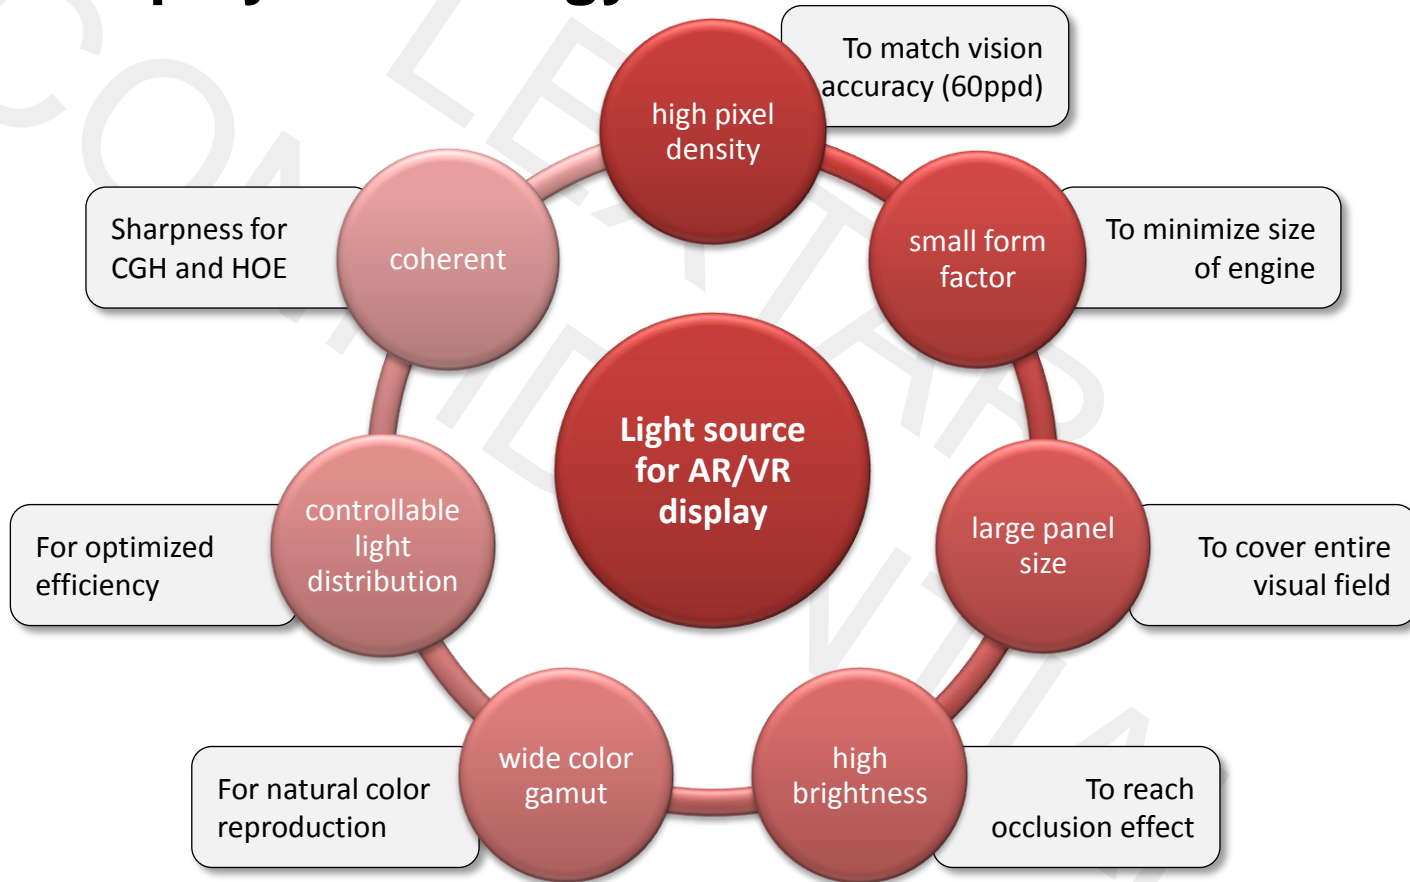 To match vision
accuracy (60ppd)
high pixel
density
small form
factor
To minimize size
of engine
large panel
size
To cover entire
visual field
high
brightness
To reach
occlusion effect
wide color
gamut
For natural color
reproduction
controllable
light
distribution
For optimized
efficiency
coherent
Sharpness for
CGH and HOE
Light source
for AR/VR
display
LEXTAR